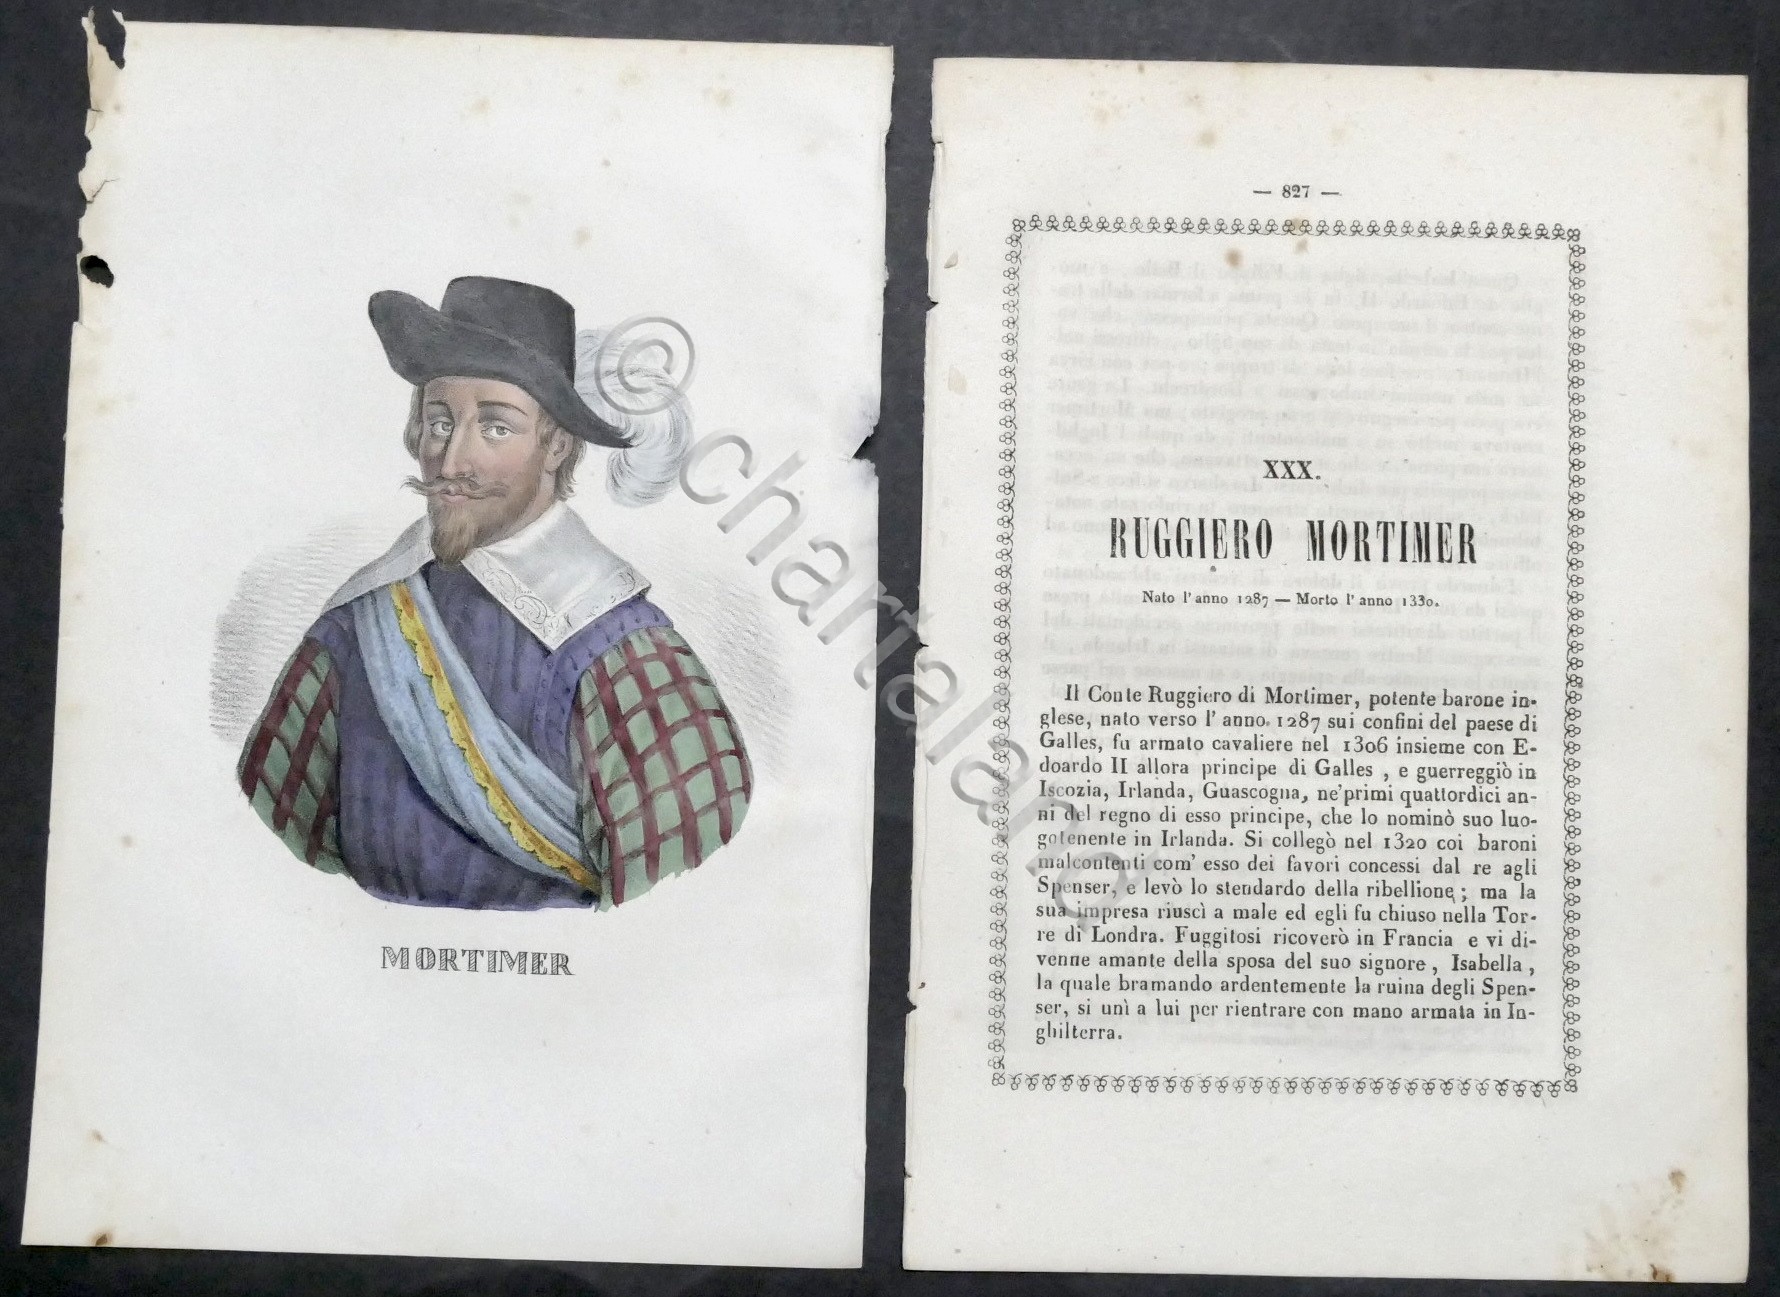 MORTIMER
— 827 —
XXX.
RUGGIERO MORTIMER
Nato l'anno 1287 — Morto l'anno 1330.
Il Conte Ruggiero di Mortimer, potente barone in-
glese, nato verso l'anno 1287 sui confini del paese di
Galles, fu armato cavaliere nel 1306 insieme con E-
doardo II allora principe di Galles, e guerreggiò in
Iscozia, Irlanda, Guascogna, ne'primi quattordici an-
ni del regno di esso principe, che lo nominò suo luo-
gotenente in Irlanda. Si collegò nel 1320 coi baroni
malcontenti com' esso dei favori concessi dal re agli
Spenser, e levò lo stendardo della ribellione; ma la
sua impresa riuscì a male ed egli fu chiuso nella Tor-
re di Londra. Fuggitosi ricoverò in Francia e vi di-
venne amante della sposa del suo signore, Isabella,
la quale bramando ardentemente la ruina degli Spen-
ser, si unì a lui per rientrare con mano armata in In-
ghilterra.
© chartaland